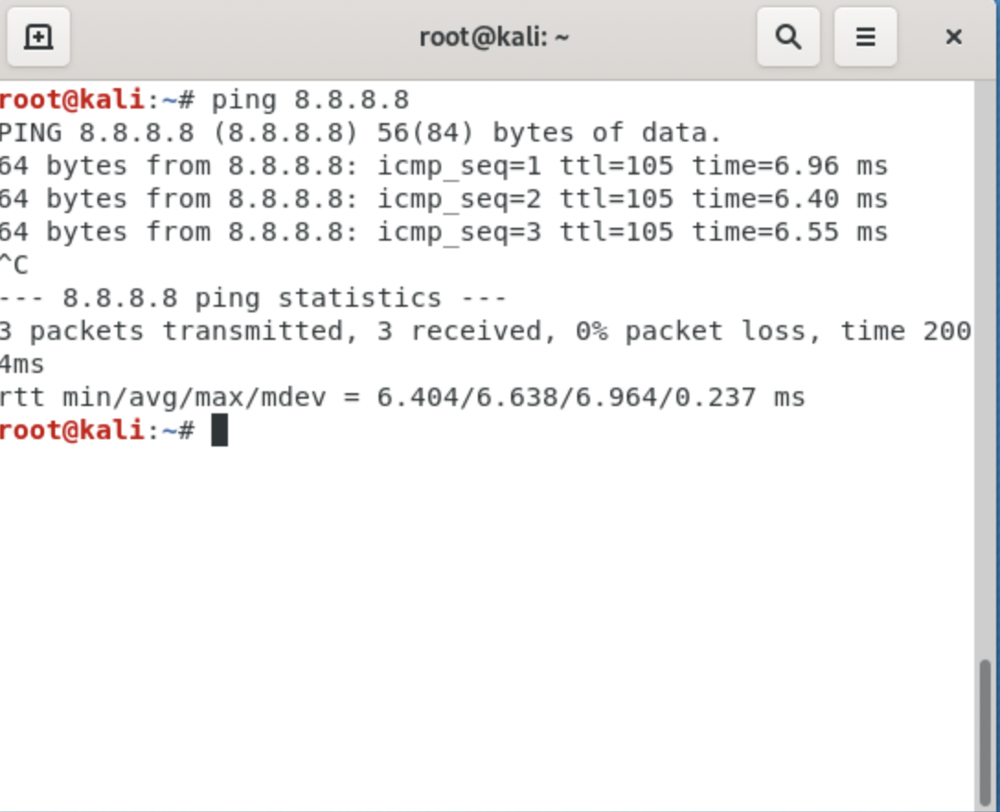 root@kali: ~
root@kali:~# ping 8.8.8.8
PING 8.8.8.8 (8.8.8.8) 56(84) bytes of data.
64 bytes from 8.8.8.8: icmp_seq=1 ttl=105 time=6.96 ms
64 bytes from 8.8.8.8: icmp_seq=2 ttl=105 time=6.40 ms
64 bytes from 8.8.8.8: icmp_seq=3 ttl=105 time=6.55 ms
^C
--- 8.8.8.8 ping statistics ---
3 packets transmitted, 3 received, 0% packet loss, time 200
4ms
rtt min/avg/max/mdev = 6.404/6.638/6.964/0.237 ms
root@kali:~#